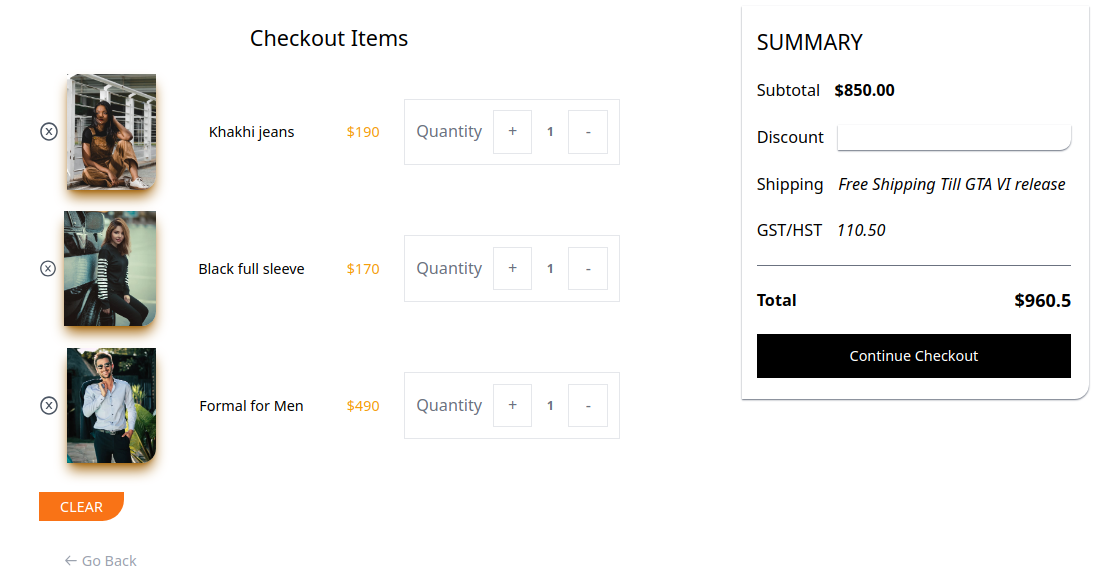 Checkout Items
Khakhi jeans $190 Quantity + 1 -
Black full sleeve $170 Quantity + 1 -
Formal for Men $490 Quantity + 1 -
CLEAR
← Go Back
SUMMARY
Subtotal $850.00
Discount
Shipping Free Shipping Till GTA VI release
GST/HST 110.50
Total $960.5
Continue Checkout